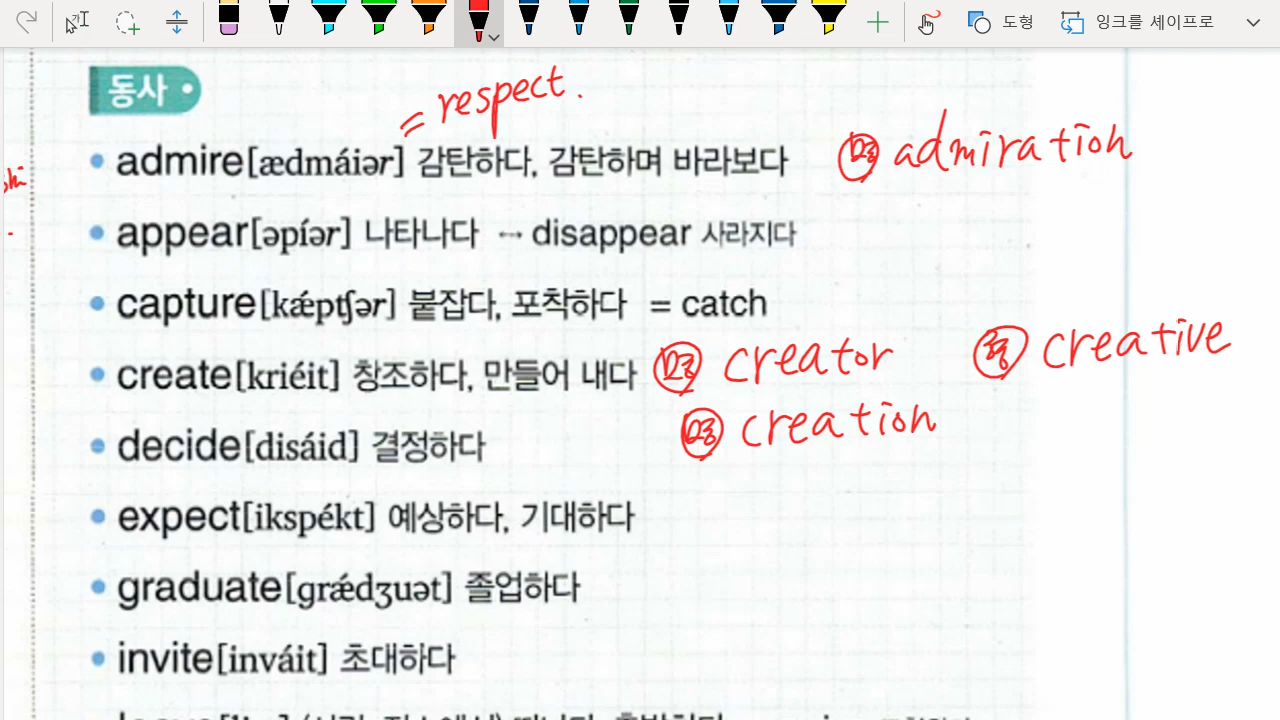 도형 잉크를 셰이프로
동사
= respect.
admire[ædmáiər] 감탄하다, 감탄하며 바라보다 명 admiration
appear[əpíər] 나타나다 ↔ disappear 사라지다
capture[kǽptʃər] 붙잡다, 포착하다 = catch
create[kriéit] 창조하다, 만들어 내다 명 creator 형 creative
명 creation
decide[disáid] 결정하다
expect[ikspékt] 예상하다, 기대하다
graduate[grǽdʒuət] 졸업하다
invite[inváit] 초대하다